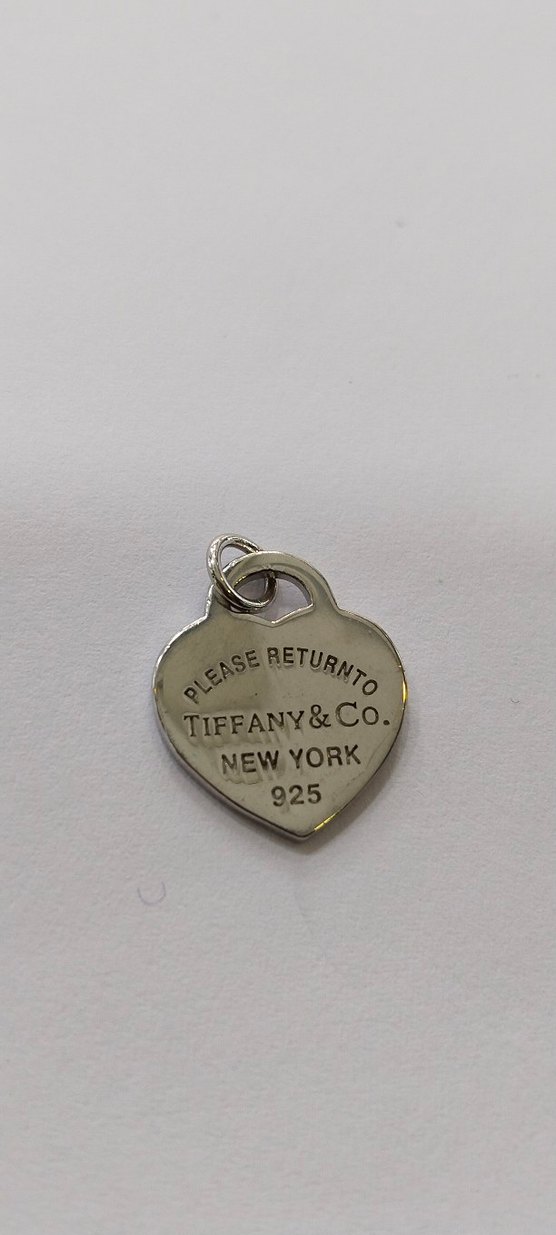 PLEASE RETURNTO
TIFFANY & CO.
NEW YORK
925